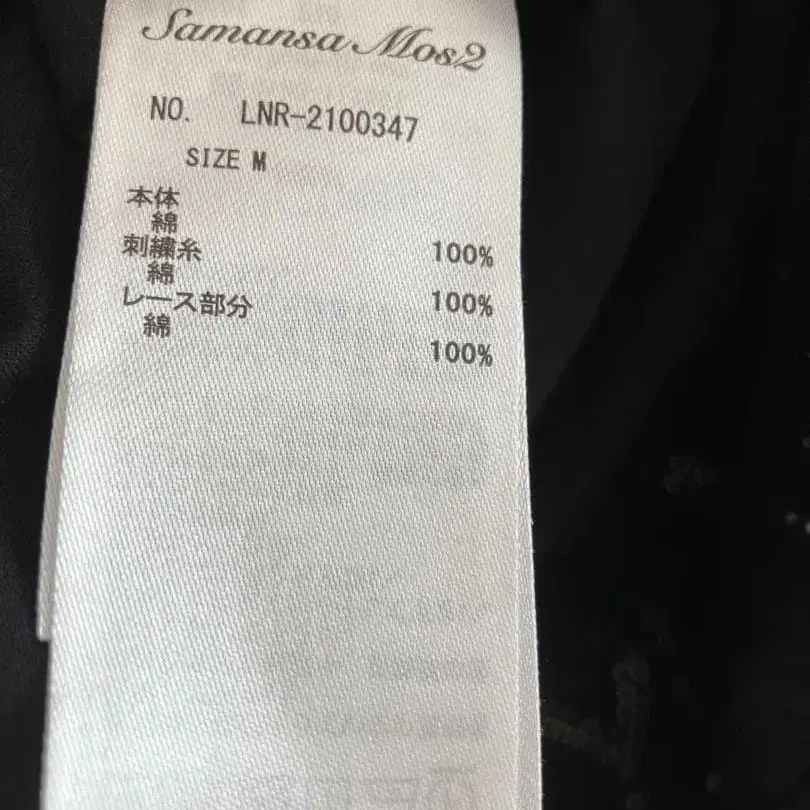 Samansa Mos2
NO. LNR-2100347
SIZE M
本体
綿 100%
刺繍糸
綿 100%
レース部分
綿 100%